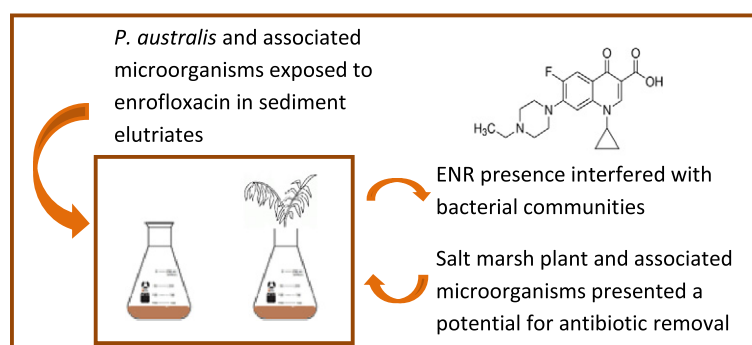 P. australis and associated
microorganisms exposed to
enrofloxacin in sediment
elutriates
O
O
F
OH
N
N
N
H₃C
ENR presence interfered with
bacterial communities
Salt marsh plant and associated
microorganisms presented a
potential for antibiotic removal